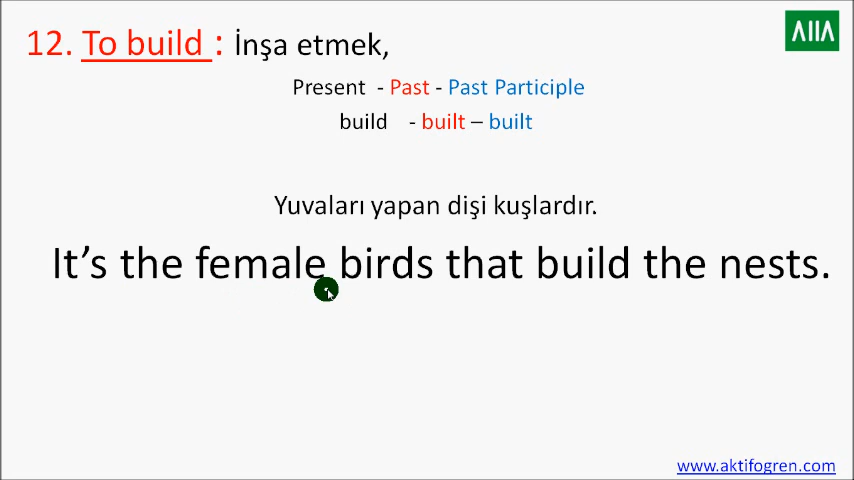 12. To build : İnşa etmek,
AIIA
Present - Past - Past Participle
build - built – built
Yuvaları yapan dişi kuşlardır.
It’s the female birds that build the nests.
www.aktifogren.com